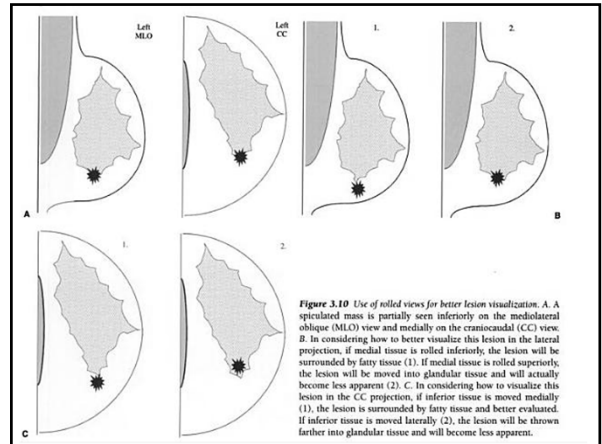 Left
MLO
Left
CC
1.
2.
A
B
1.
2.
C
Figure 3.10 Use of rolled views for better lesion visualization. A. A
spiculated mass is partially seen inferiorly on the mediolateral
oblique (MLO) view and medially on the craniocaudal (CC) view.
B. In considering how to better visualize this lesion in the lateral
projection, if medial tissue is rolled inferiorly, the lesion will be
surrounded by fatty tissue (1). If medial tissue is rolled superiorly,
the lesion will be moved into glandular tissue and will actually
become less apparent (2). C. In considering how to visualize this
lesion in the CC projection, if inferior tissue is moved medially
(1), the lesion is surrounded by fatty tissue and better evaluated.
If inferior tissue is moved laterally (2), the lesion will be thrown
farther into glandular tissue and will become less apparent.